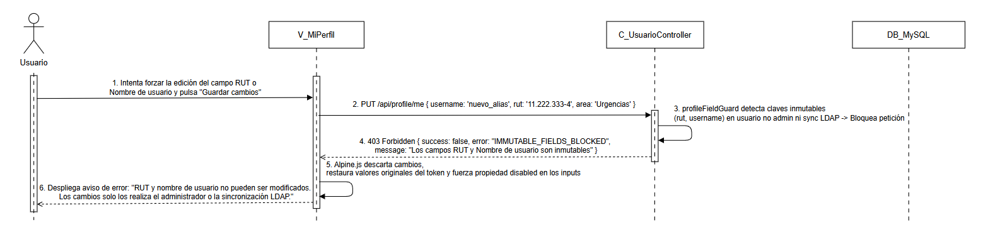 V_MiPerfil
C_UsuarioController
DB_MySQL
Usuario
1. Intenta forzar la edición del campo RUT o
Nombre de usuario y pulsa "Guardar cambios"
2. PUT /api/profile/me { username: 'nuevo_alias', rut: '11.222.333-4', area: 'Urgencias' }
3. profileFieldGuard detecta claves inmutables
(rut, username) en usuario no admin ni sync LDAP -> Bloquea petición
4. 403 Forbidden { success: false, error: "IMMUTABLE_FIELDS_BLOCKED",
message: "Los campos RUT y Nombre de usuario son inmutables" }
5. Alpine.js descarta cambios,
restaura valores originales del token y fuerza propiedad disabled en los inputs
6. Despliega aviso de error: "RUT y nombre de usuario no pueden ser modificados.
Los cambios solo los realiza el administrador o la sincronización LDAP."